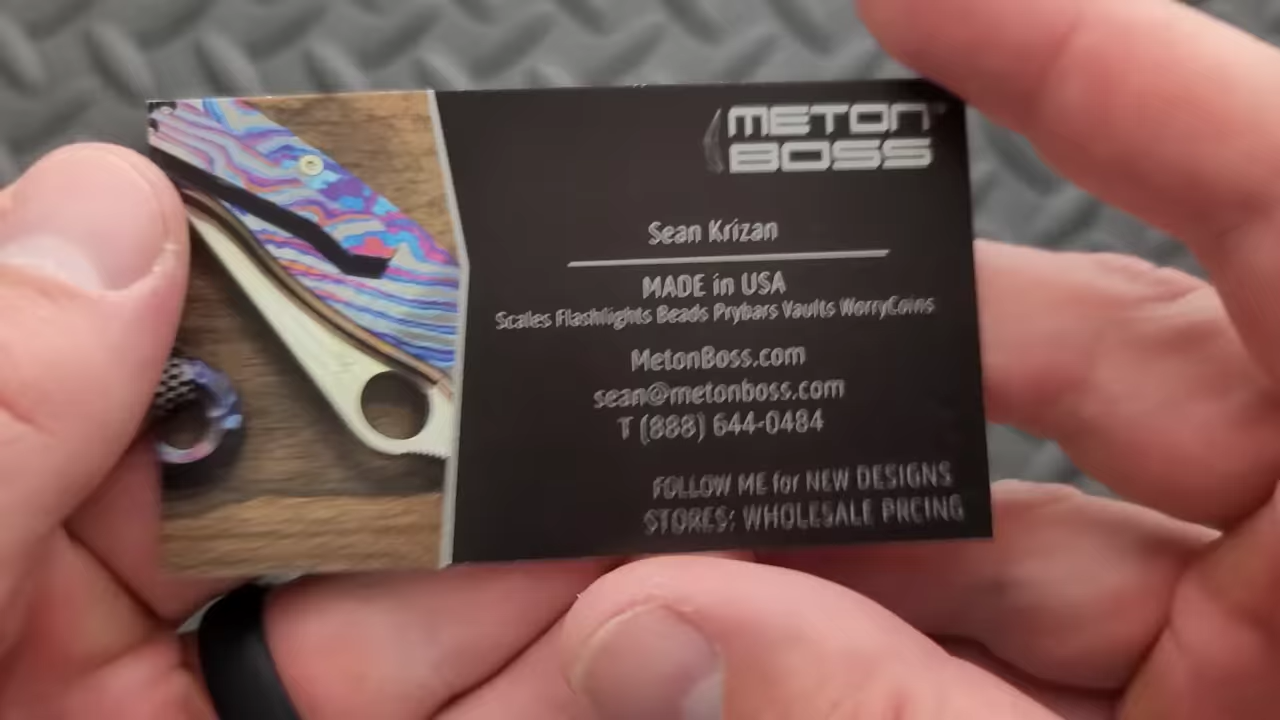 METON
BOSS
Sean Krizan
MADE in USA
Scales Flashlights Beads Prybars Vaults WorryCoins
MetonBoss.com
sean@metonboss.com
T (888) 644-0484
FOLLOW ME for NEW DESIGNS
STORES: WHOLESALE PRCING